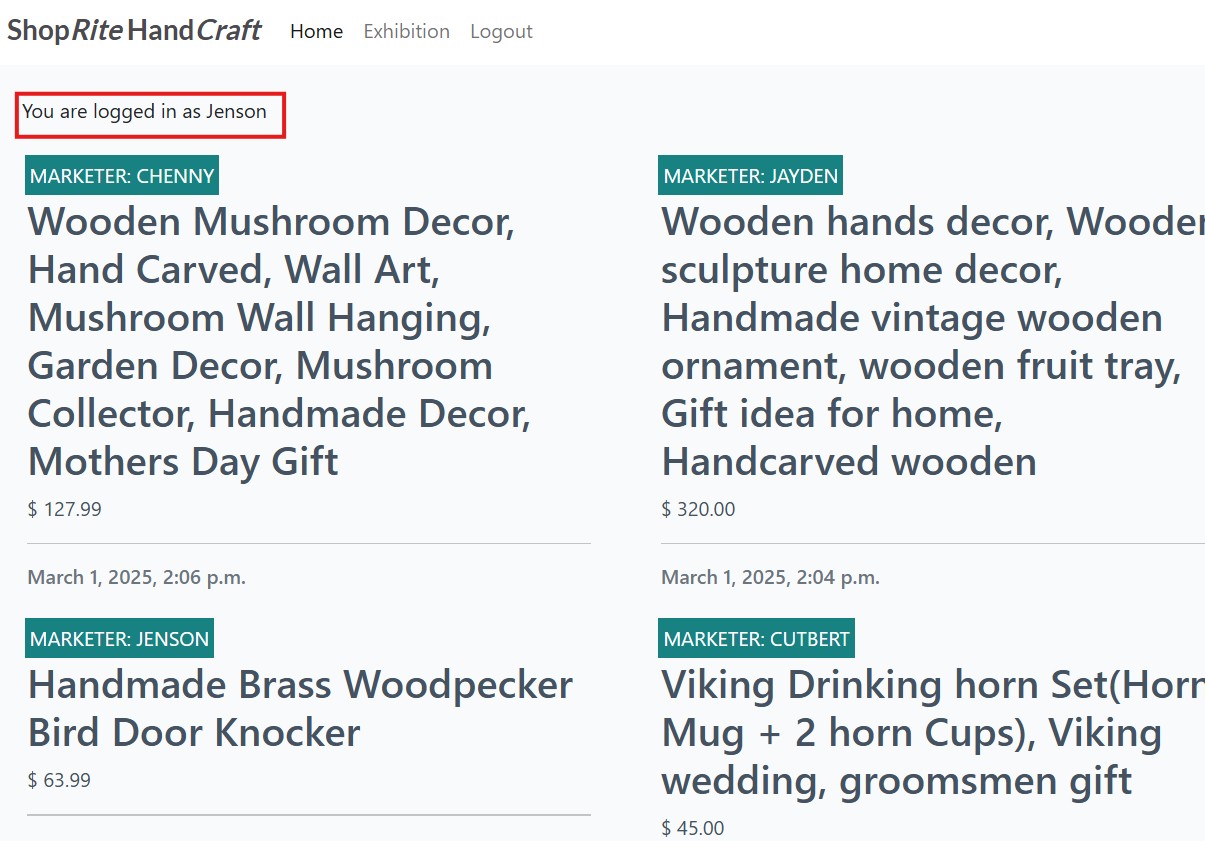 ShopRite HandCraft Home Exhibition Logout
You are logged in as Jenson
MARKETER: CHENNY
Wooden Mushroom Decor,
Hand Carved, Wall Art,
Mushroom Wall Hanging,
Garden Decor, Mushroom
Collector, Handmade Decor,
Mothers Day Gift
$ 127.99
March 1, 2025, 2:06 p.m.
MARKETER: JAYDEN
Wooden hands decor, Wooden
sculpture home decor,
Handmade vintage wooden
ornament, wooden fruit tray,
Gift idea for home,
Handcarved wooden
$ 320.00
March 1, 2025, 2:04 p.m.
MARKETER: JENSON
Handmade Brass Woodpecker
Bird Door Knocker
$ 63.99
MARKETER: CUTBERT
Viking Drinking horn Set(Horn
Mug + 2 horn Cups), Viking
wedding, groomsmen gift
$ 45.00